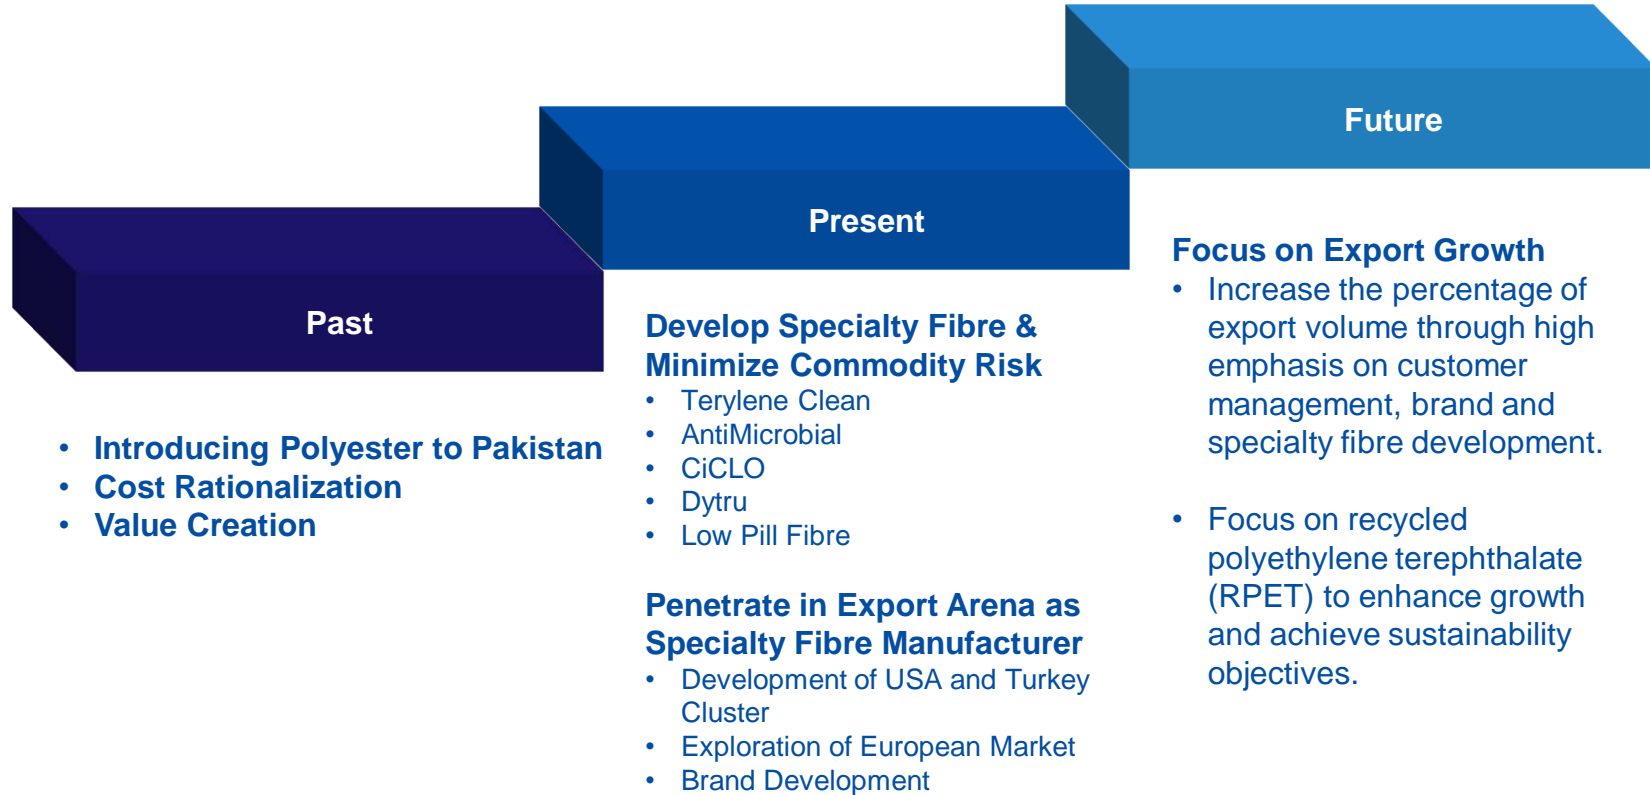 Past
• Introducing Polyester to Pakistan
• Cost Rationalization
• Value Creation
Present
Develop Specialty Fibre &
Minimize Commodity Risk
• Terylene Clean
• AntiMicrobial
• CiCLO
• Dytru
• Low Pill Fibre
Penetrate in Export Arena as
Specialty Fibre Manufacturer
• Development of USA and Turkey
Cluster
• Exploration of European Market
• Brand Development
Future
Focus on Export Growth
• Increase the percentage of
export volume through high
emphasis on customer
management, brand and
specialty fibre development.
• Focus on recycled
polyethylene terephthalate
(RPET) to enhance growth
and achieve sustainability
objectives.